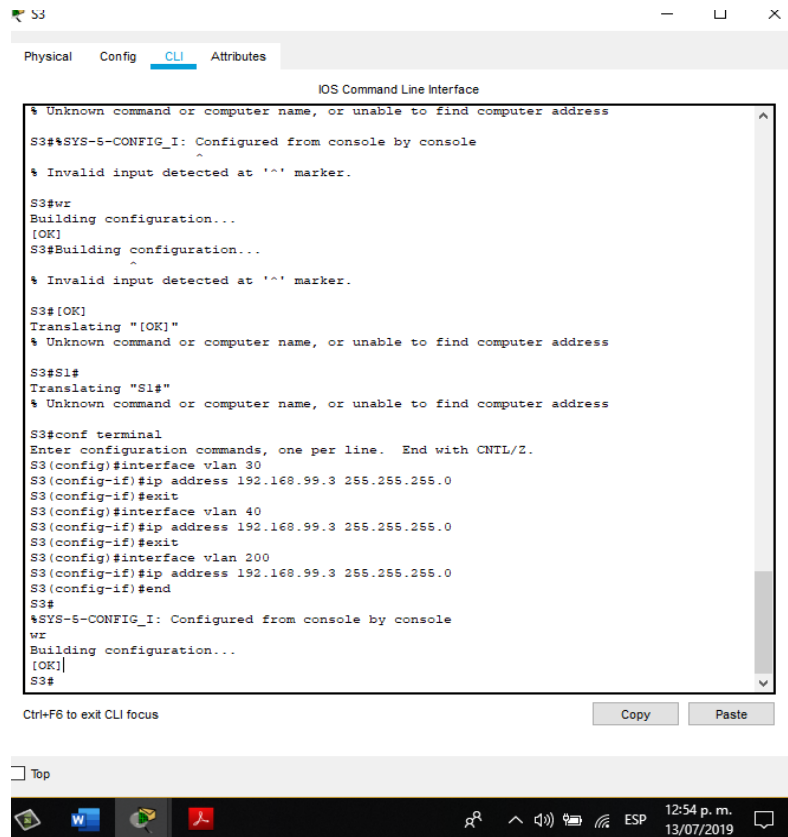 S3
Physical Config CLI Attributes
IOS Command Line Interface
% Unknown command or computer name, or unable to find computer address
S3#%SYS-5-CONFIG_I: Configured from console by console
^
% Invalid input detected at '^' marker.
S3#wr
Building configuration...
[OK]
S3#Building configuration...
^
% Invalid input detected at '^' marker.
S3#[OK]
Translating "[OK]"
% Unknown command or computer name, or unable to find computer address
S3#S1#
Translating "S1#"
% Unknown command or computer name, or unable to find computer address
S3#conf terminal
Enter configuration commands, one per line. End with CNTL/Z.
S3(config)#interface vlan 30
S3(config-if)#ip address 192.168.99.3 255.255.255.0
S3(config-if)#exit
S3(config)#interface vlan 40
S3(config-if)#ip address 192.168.99.3 255.255.255.0
S3(config-if)#exit
S3(config)#interface vlan 200
S3(config-if)#ip address 192.168.99.3 255.255.255.0
S3(config-if)#end
S3#
%SYS-5-CONFIG_I: Configured from console by console
wr
Building configuration...
[OK]
S3#
Ctrl+F6 to exit CLI focus
Copy Paste
Top
ESP
12:54 p. m.
13/07/2019